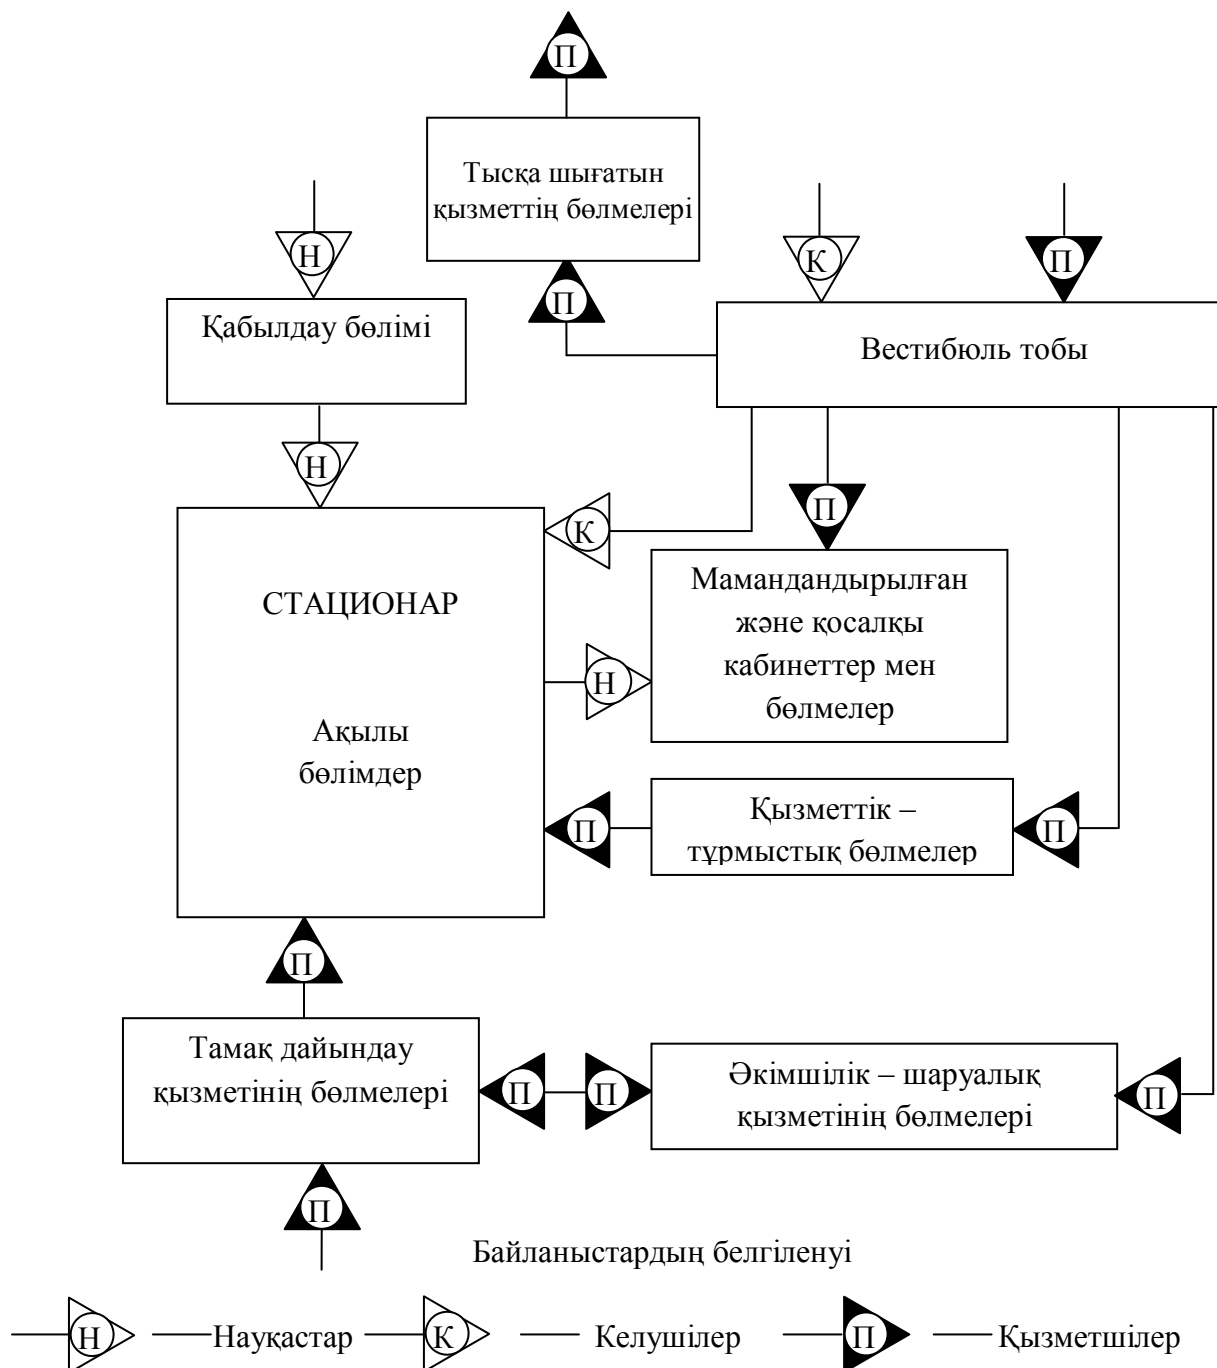 П
Тысқа шығатын
қызметтің бөлмелері
Н
К
П
П
Қабылдау бөлімі
Вестибюль тобы
Н
К
П
СТАЦИОНАР
Ақылы
бөлімдер
Мамандандырылған
және қосалқы
кабинеттер мен
бөлмелер
Н
П
Қызметтік –
тұрмыстық бөлмелер
П
П
Тамақ дайындау
қызметінің бөлмелері
П
П
Әкімшілік – шаруалық
қызметінің бөлмелері
П
П
Байланыстардың белгіленуі
Н Науқастар К Келушілер П Қызметшілер